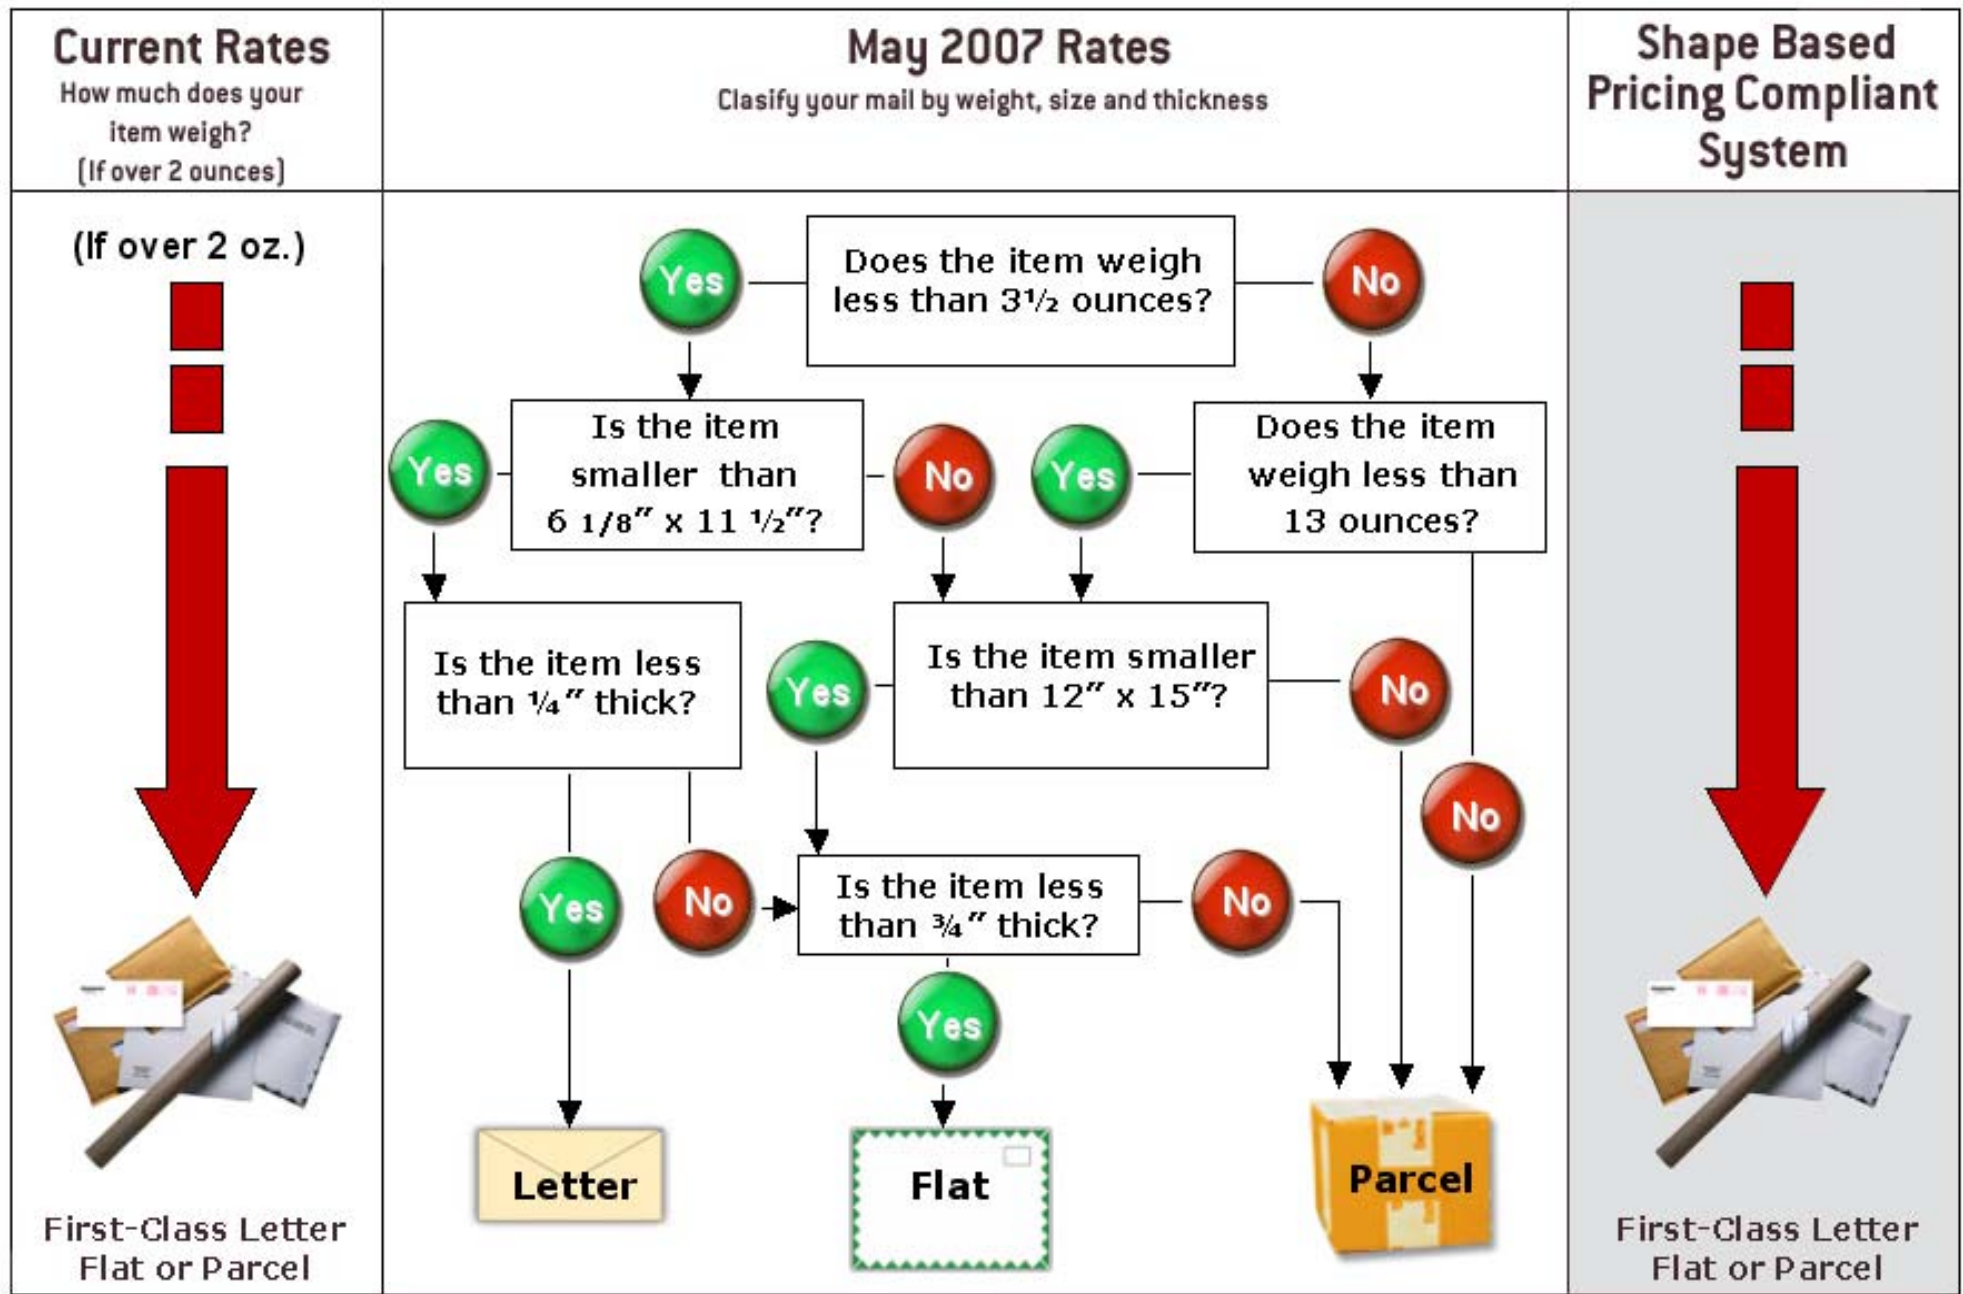 Current Rates
How much does your
item weigh?
(If over 2 ounces)
May 2007 Rates
Clasify your mail by weight, size and thickness
Shape Based
Pricing Compliant
System
(If over 2 oz.)
Yes
Does the item weigh
less than 3½ ounces?
No
Yes
Is the item
smaller than
6 1/8″ x 11 ½″?
No
Yes
Does the item
weigh less than
13 ounces?
Is the item less
than ¼″ thick?
Yes
Is the item smaller
than 12″ x 15″?
No
No
Yes
No
Is the item less
than ¾″ thick?
No
Yes
Letter
Flat
Parcel
First-Class Letter
Flat or Parcel
First-Class Letter
Flat or Parcel